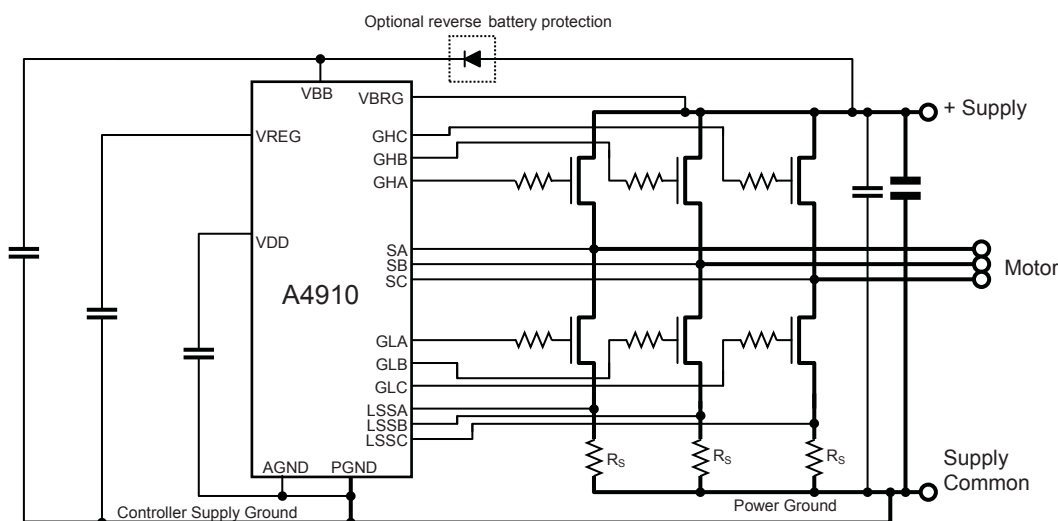 Optional reverse battery protection
VBB
VBRG
+ Supply
VREG
GHC
GHB
GHA
VDD
SA
SB
SC
Motor
A4910
GLA
GLB
GLC
LSSA
LSSB
LSSC
RS
RS
RS
AGND
PGND
Supply
Common
Controller Supply Ground
Power Ground